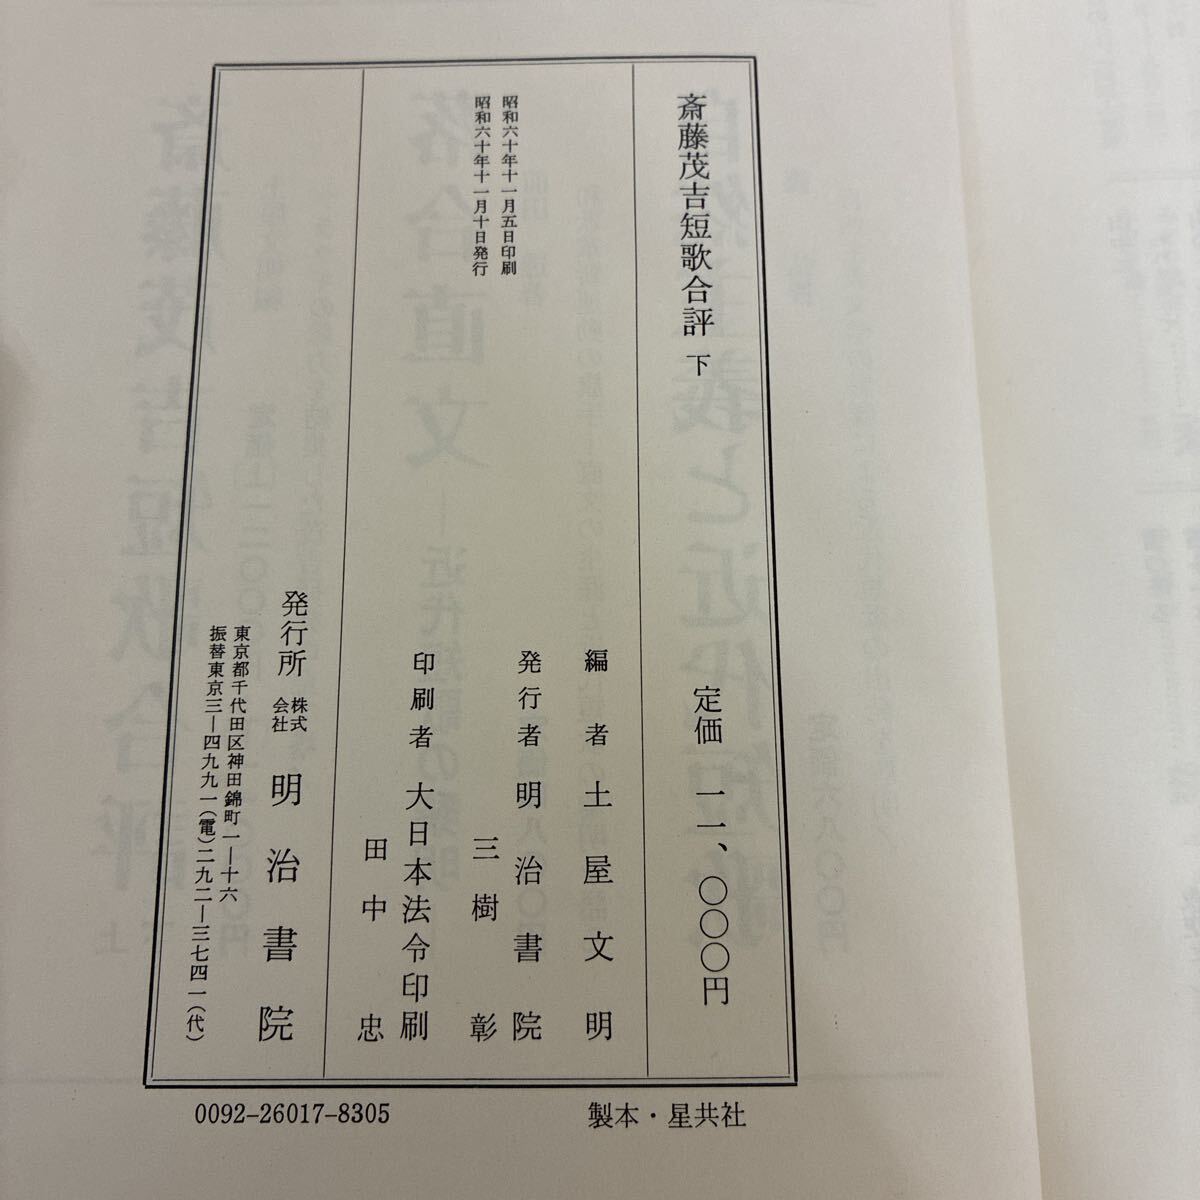 斎藤茂吉短歌合評 下
定価 一一、〇〇〇円
昭和六十年十一月五日印刷
昭和六十年十一月十日発行
編者 土屋文明
発行者 明治書院
三樹彰
印刷者 大日本法令印刷
田中忠
発行所 株式会社 明治書院
東京都千代田区神田錦町一―十六
振替東京三―四九九一(電)二九二―三七四一(代)
0092-26017-8305
製本・星共社